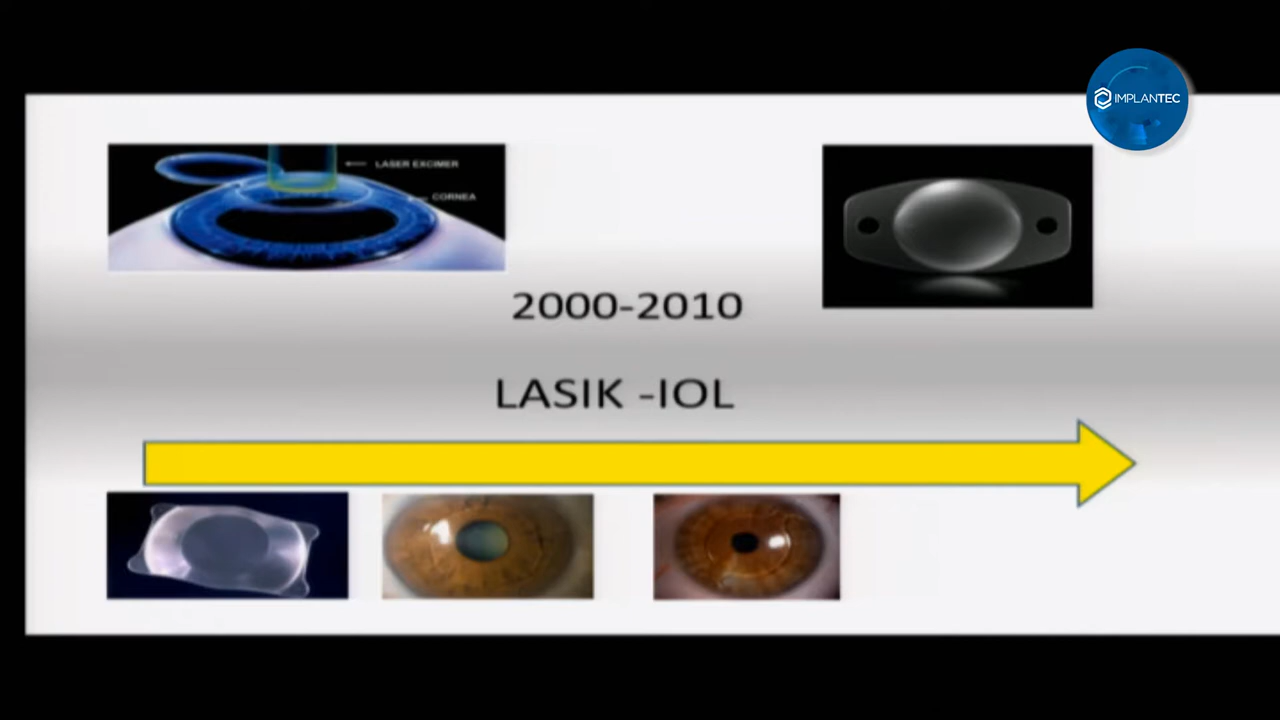 IMPLANTEC
LASER EXCIMER
CORNEA
2000-2010
LASIK -IOL